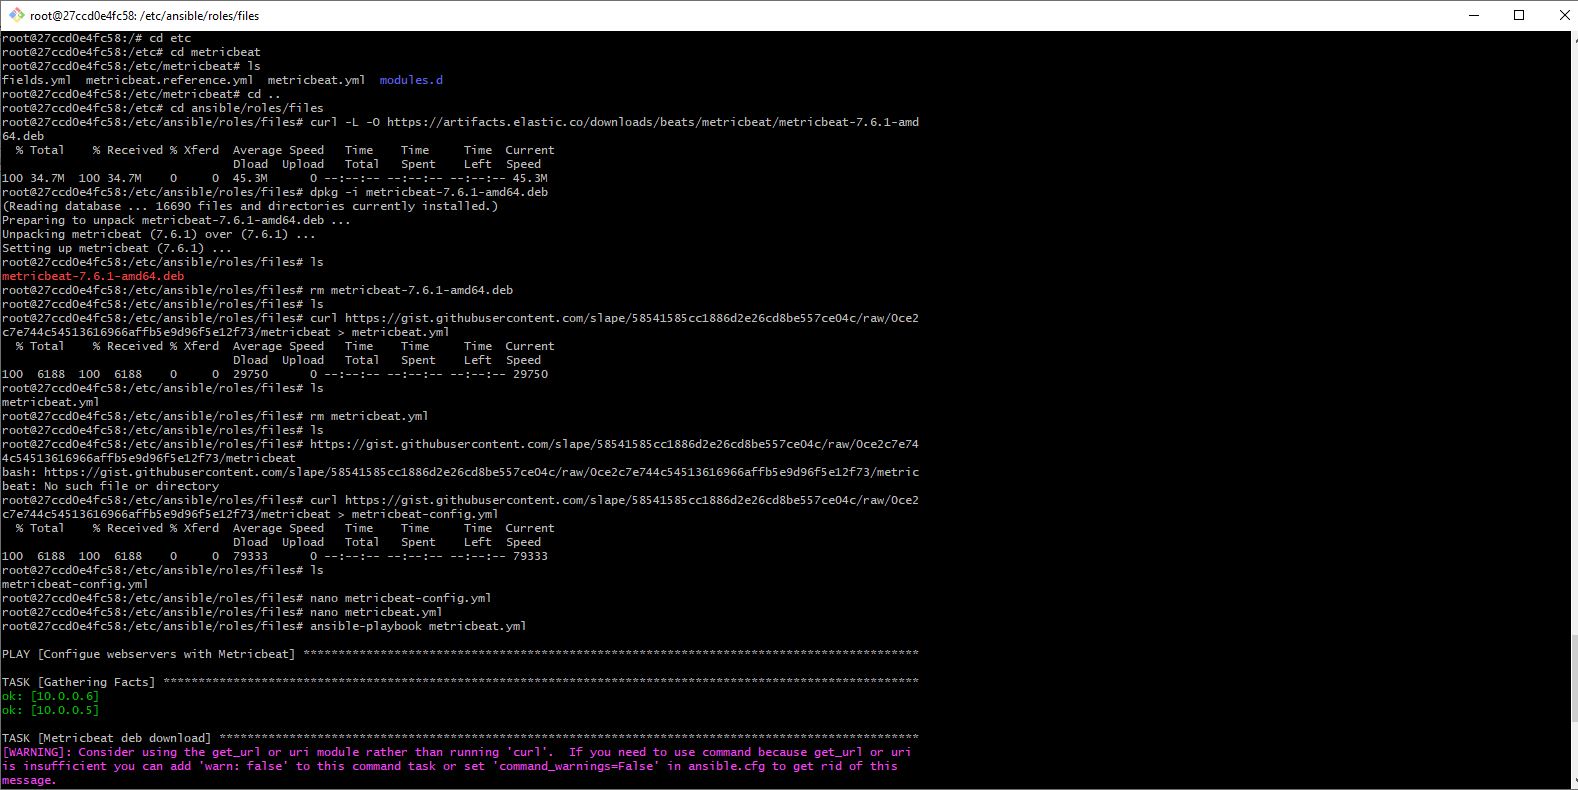 root@27ccd0e4fc58: /etc/ansible/roles/files
root@27ccd0e4fc58:/# cd etc
root@27ccd0e4fc58:/etc# cd metricbeat
root@27ccd0e4fc58:/etc/metricbeat# ls
fields.yml  metricbeat.reference.yml  metricbeat.yml  modules.d
root@27ccd0e4fc58:/etc/metricbeat# cd ..
root@27ccd0e4fc58:/etc# cd ansible/roles/files
root@27ccd0e4fc58:/etc/ansible/roles/files# curl -L -O https://artifacts.elastic.co/downloads/beats/metricbeat/metricbeat-7.6.1-amd
64.deb
  % Total    % Received % Xferd  Average Speed   Time    Time     Time  Current
                                 Dload  Upload   Total   Spent    Left  Speed
100 34.7M  100 34.7M    0     0  45.3M      0 --:--:-- --:--:-- --:--:-- 45.3M
root@27ccd0e4fc58:/etc/ansible/roles/files# dpkg -i metricbeat-7.6.1-amd64.deb
(Reading database ... 16690 files and directories currently installed.)
Preparing to unpack metricbeat-7.6.1-amd64.deb ...
Unpacking metricbeat (7.6.1) over (7.6.1) ...
Setting up metricbeat (7.6.1) ...
root@27ccd0e4fc58:/etc/ansible/roles/files# ls
metricbeat-7.6.1-amd64.deb
root@27ccd0e4fc58:/etc/ansible/roles/files# rm metricbeat-7.6.1-amd64.deb
root@27ccd0e4fc58:/etc/ansible/roles/files# ls
root@27ccd0e4fc58:/etc/ansible/roles/files# curl https://gist.githubusercontent.com/slape/58541585cc1886d2e26cd8be557ce04c/raw/0ce2
c7e744c54513616966affb5e9d96f5e12f73/metricbeat > metricbeat.yml
  % Total    % Received % Xferd  Average Speed   Time    Time     Time  Current
                                 Dload  Upload   Total   Spent    Left  Speed
100  6188  100  6188    0     0  29750      0 --:--:-- --:--:-- --:--:-- 29750
root@27ccd0e4fc58:/etc/ansible/roles/files# ls
metricbeat.yml
root@27ccd0e4fc58:/etc/ansible/roles/files# rm metricbeat.yml
root@27ccd0e4fc58:/etc/ansible/roles/files# ls
root@27ccd0e4fc58:/etc/ansible/roles/files# https://gist.githubusercontent.com/slape/58541585cc1886d2e26cd8be557ce04c/raw/0ce2c7e74
4c54513616966affb5e9d96f5e12f73/metricbeat
bash: https://gist.githubusercontent.com/slape/58541585cc1886d2e26cd8be557ce04c/raw/0ce2c7e744c54513616966affb5e9d96f5e12f73/metric
beat: No such file or directory
root@27ccd0e4fc58:/etc/ansible/roles/files# curl https://gist.githubusercontent.com/slape/58541585cc1886d2e26cd8be557ce04c/raw/0ce2
c7e744c54513616966affb5e9d96f5e12f73/metricbeat > metricbeat-config.yml
  % Total    % Received % Xferd  Average Speed   Time    Time     Time  Current
                                 Dload  Upload   Total   Spent    Left  Speed
100  6188  100  6188    0     0  79333      0 --:--:-- --:--:-- --:--:-- 79333
root@27ccd0e4fc58:/etc/ansible/roles/files# ls
metricbeat-config.yml
root@27ccd0e4fc58:/etc/ansible/roles/files# nano metricbeat-config.yml
root@27ccd0e4fc58:/etc/ansible/roles/files# nano metricbeat.yml
root@27ccd0e4fc58:/etc/ansible/roles/files# ansible-playbook metricbeat.yml
PLAY [Configue webservers with Metricbeat] ****************************************************************************************
TASK [Gathering Facts] ************************************************************************************************************
ok: [10.0.0.6]
ok: [10.0.0.5]
TASK [Metricbeat deb download] ****************************************************************************************************
[WARNING]: Consider using the get_url or uri module rather than running 'curl'.  If you need to use command because get_url or uri
is insufficient you can add 'warn: false' to this command task or set 'command_warnings=False' in ansible.cfg to get rid of this
message.